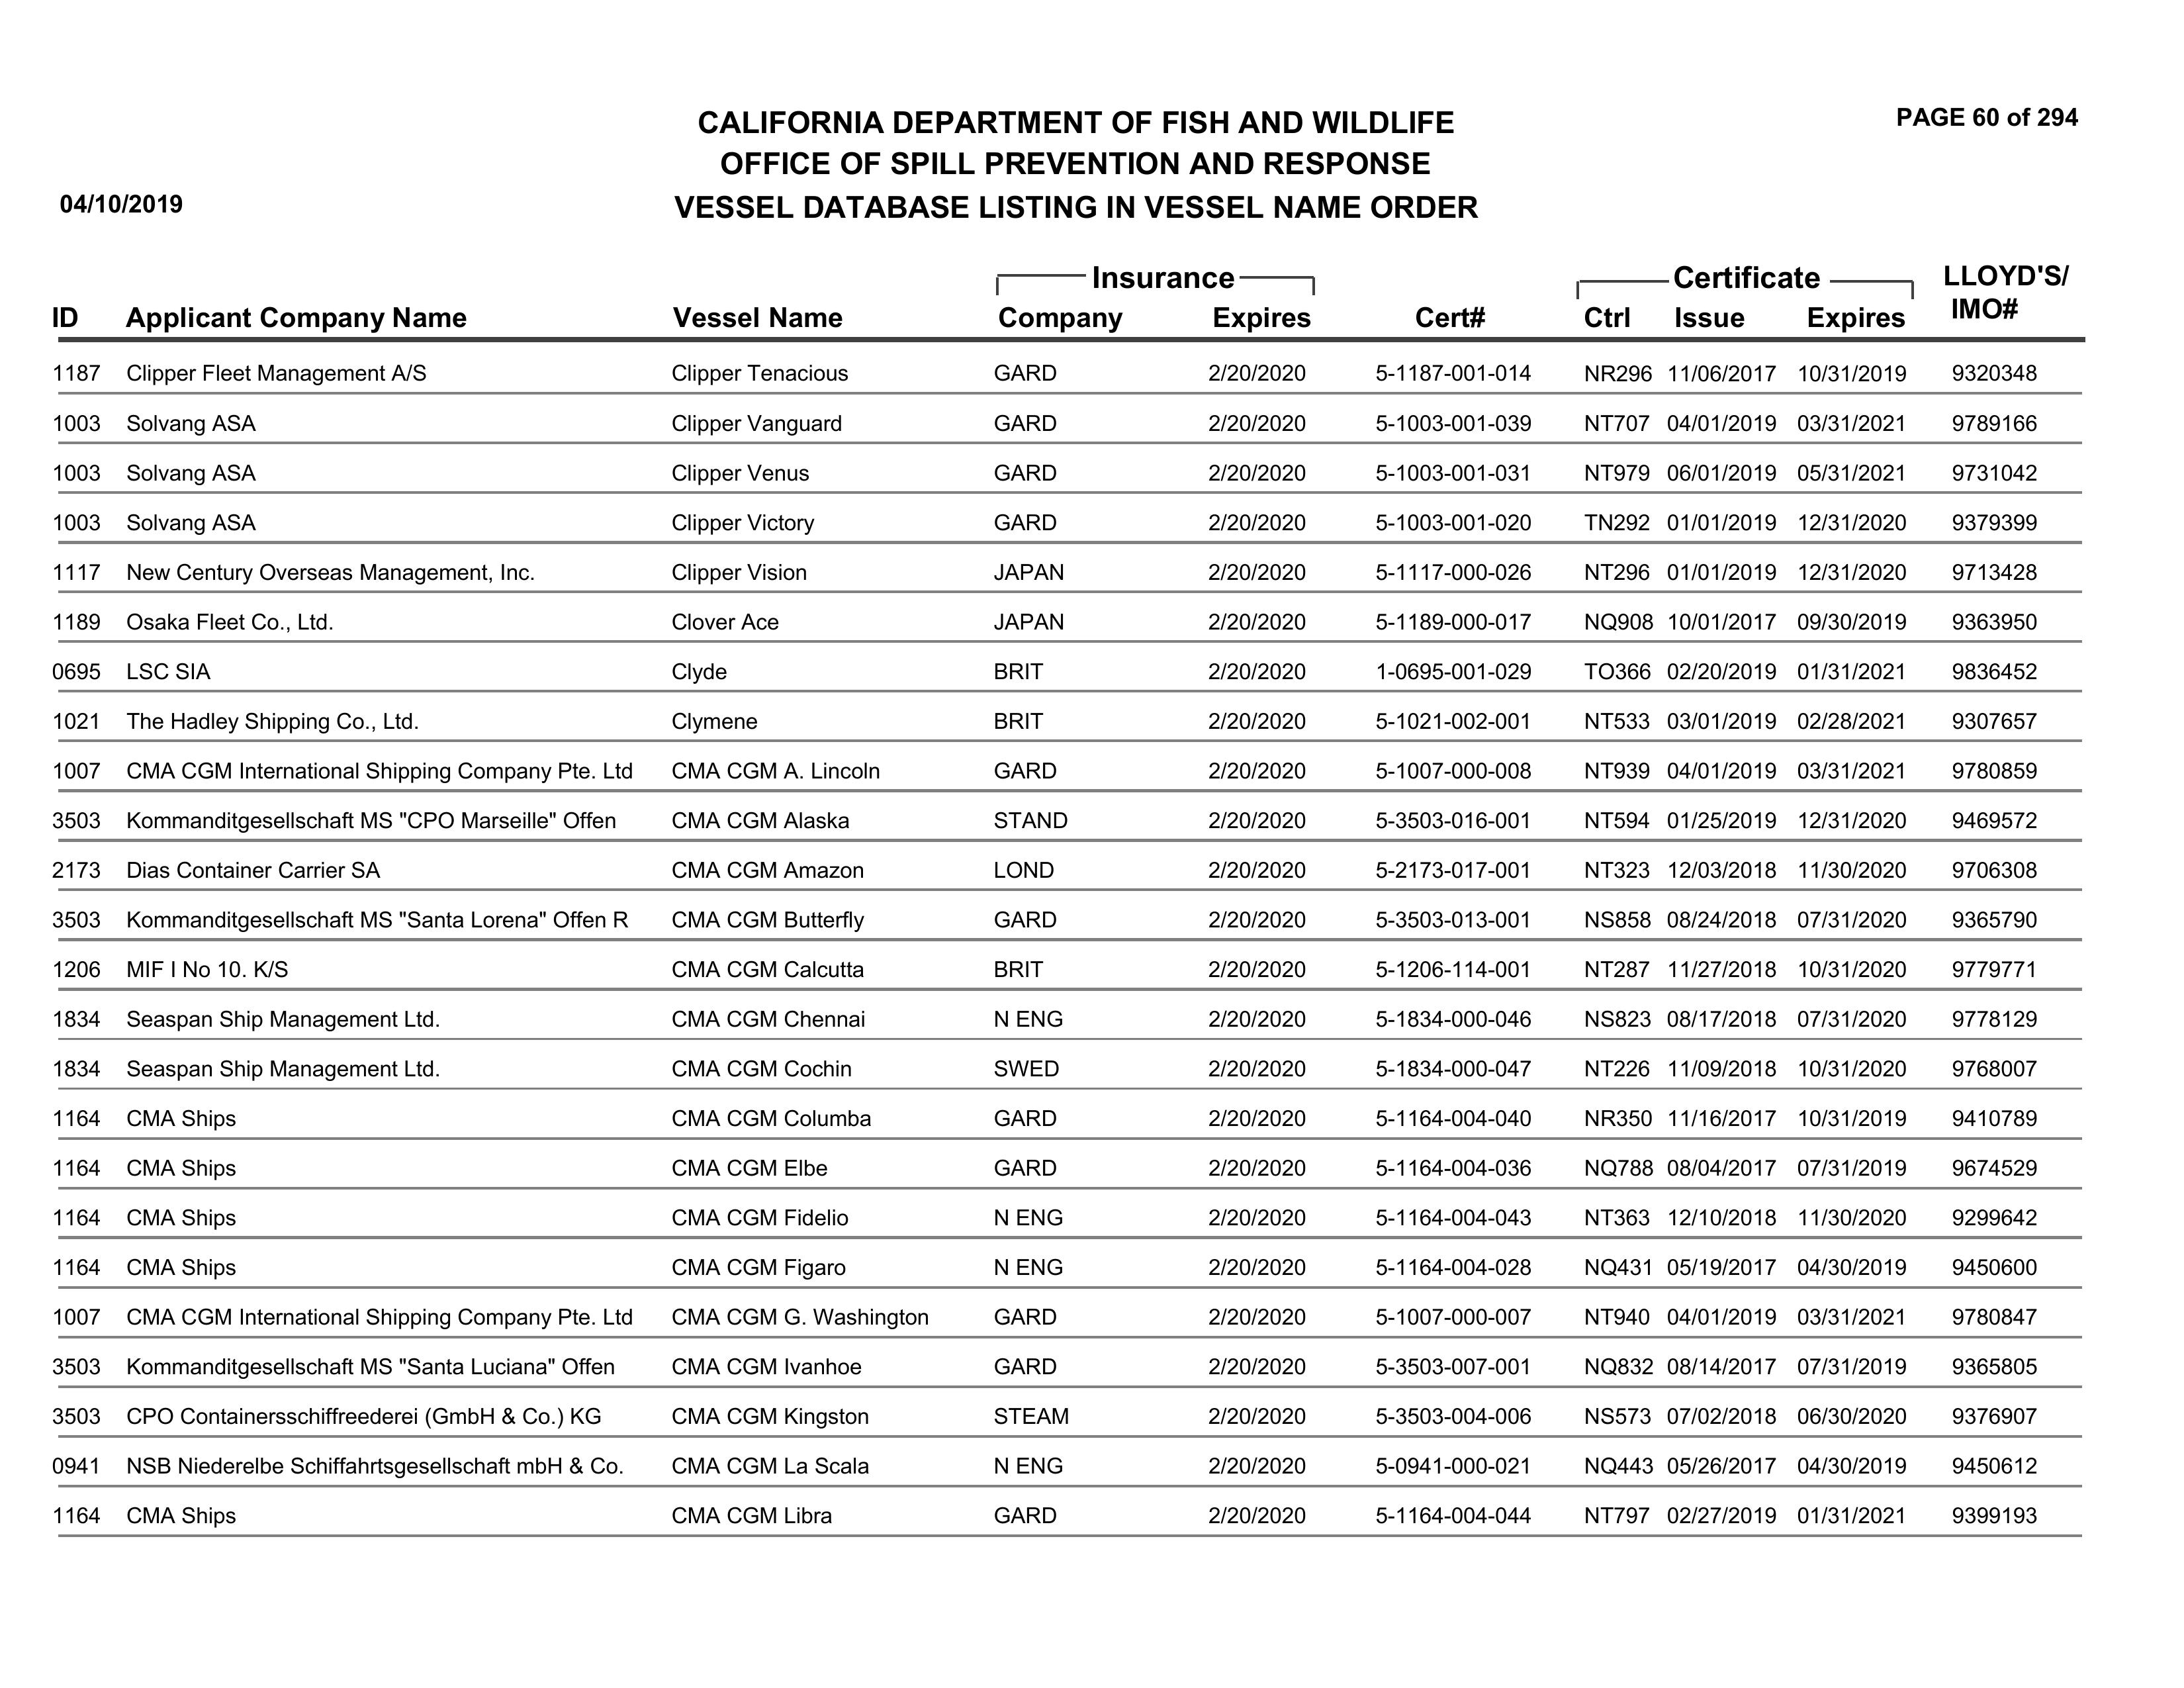 PAGE 60 of 294
CALIFORNIA DEPARTMENT OF FISH AND WILDLIFE
OFFICE OF SPILL PREVENTION AND RESPONSE
04/10/2019 VESSEL DATABASE LISTING IN VESSEL NAME ORDER
Insurance Certificate LLOYD'S/
ID Applicant Company Name Vessel Name Company Expires Cert# Ctrl Issue Expires IMO#
1187 Clipper Fleet Management A/S Clipper Tenacious GARD 2/20/2020 5-1187-001-014 NR296 11/06/2017 10/31/2019 9320348
1003 Solvang ASA Clipper Vanguard GARD 2/20/2020 5-1003-001-039 NT707 04/01/2019 03/31/2021 9789166
1003 Solvang ASA Clipper Venus GARD 2/20/2020 5-1003-001-031 NT979 06/01/2019 05/31/2021 9731042
1003 Solvang ASA Clipper Victory GARD 2/20/2020 5-1003-001-020 TN292 01/01/2019 12/31/2020 9379399
1117 New Century Overseas Management, Inc. Clipper Vision JAPAN 2/20/2020 5-1117-000-026 NT296 01/01/2019 12/31/2020 9713428
1189 Osaka Fleet Co., Ltd. Clover Ace JAPAN 2/20/2020 5-1189-000-017 NQ908 10/01/2017 09/30/2019 9363950
0695 LSC SIA Clyde BRIT 2/20/2020 1-0695-001-029 TO366 02/20/2019 01/31/2021 9836452
1021 The Hadley Shipping Co., Ltd. Clymene BRIT 2/20/2020 5-1021-002-001 NT533 03/01/2019 02/28/2021 9307657
1007 CMA CGM International Shipping Company Pte. Ltd CMA CGM A. Lincoln GARD 2/20/2020 5-1007-000-008 NT939 04/01/2019 03/31/2021 9780859
3503 Kommanditgesellschaft MS "CPO Marseille" Offen CMA CGM Alaska STAND 2/20/2020 5-3503-016-001 NT594 01/25/2019 12/31/2020 9469572
2173 Dias Container Carrier SA CMA CGM Amazon LOND 2/20/2020 5-2173-017-001 NT323 12/03/2018 11/30/2020 9706308
3503 Kommanditgesellschaft MS "Santa Lorena" Offen R CMA CGM Butterfly GARD 2/20/2020 5-3503-013-001 NS858 08/24/2018 07/31/2020 9365790
1206 MIF I No 10. K/S CMA CGM Calcutta BRIT 2/20/2020 5-1206-114-001 NT287 11/27/2018 10/31/2020 9779771
1834 Seaspan Ship Management Ltd. CMA CGM Chennai N ENG 2/20/2020 5-1834-000-046 NS823 08/17/2018 07/31/2020 9778129
1834 Seaspan Ship Management Ltd. CMA CGM Cochin SWED 2/20/2020 5-1834-000-047 NT226 11/09/2018 10/31/2020 9768007
1164 CMA Ships CMA CGM Columba GARD 2/20/2020 5-1164-004-040 NR350 11/16/2017 10/31/2019 9410789
1164 CMA Ships CMA CGM Elbe GARD 2/20/2020 5-1164-004-036 NQ788 08/04/2017 07/31/2019 9674529
1164 CMA Ships CMA CGM Fidelio N ENG 2/20/2020 5-1164-004-043 NT363 12/10/2018 11/30/2020 9299642
1164 CMA Ships CMA CGM Figaro N ENG 2/20/2020 5-1164-004-028 NQ431 05/19/2017 04/30/2019 9450600
1007 CMA CGM International Shipping Company Pte. Ltd CMA CGM G. Washington GARD 2/20/2020 5-1007-000-007 NT940 04/01/2019 03/31/2021 9780847
3503 Kommanditgesellschaft MS "Santa Luciana" Offen CMA CGM Ivanhoe GARD 2/20/2020 5-3503-007-001 NQ832 08/14/2017 07/31/2019 9365805
3503 CPO Containersschiffreederei (GmbH & Co.) KG CMA CGM Kingston STEAM 2/20/2020 5-3503-004-006 NS573 07/02/2018 06/30/2020 9376907
0941 NSB Niederelbe Schiffahrtsgesellschaft mbH & Co. CMA CGM La Scala N ENG 2/20/2020 5-0941-000-021 NQ443 05/26/2017 04/30/2019 9450612
1164 CMA Ships CMA CGM Libra GARD 2/20/2020 5-1164-004-044 NT797 02/27/2019 01/31/2021 9399193